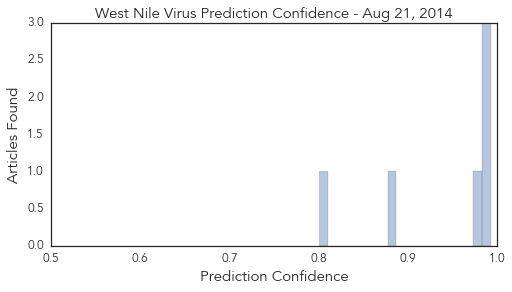 West Nile Virus Prediction Confidence - Aug 21, 2014
3.0
2.5
2.0
1.5
1.0
0.5
0.0
Articles Found
0.5 0.6 0.7 0.8 0.9 1.0
Prediction Confidence